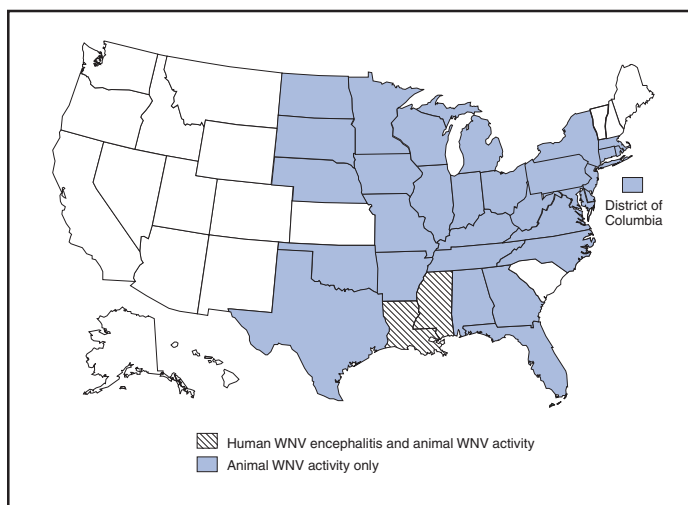 District of
Columbia
Human WNV encephalitis and animal WNV activity
Animal WNV activity only